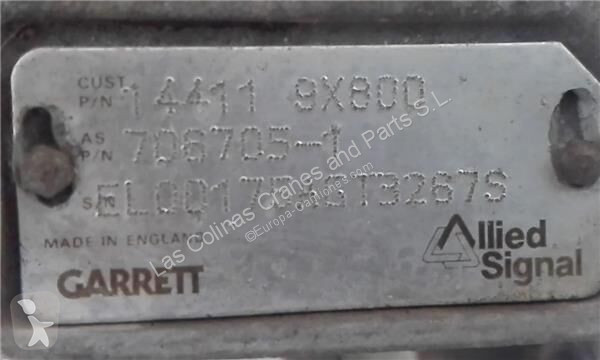 CUST
P/N 14411 9X800
AS
P/N 706705-1
S/N
MADE IN ENGLAND
GARRETT
Allied
Signal
Las Colinas Cranes and Parts S.L.
©Europa-Camiones.com